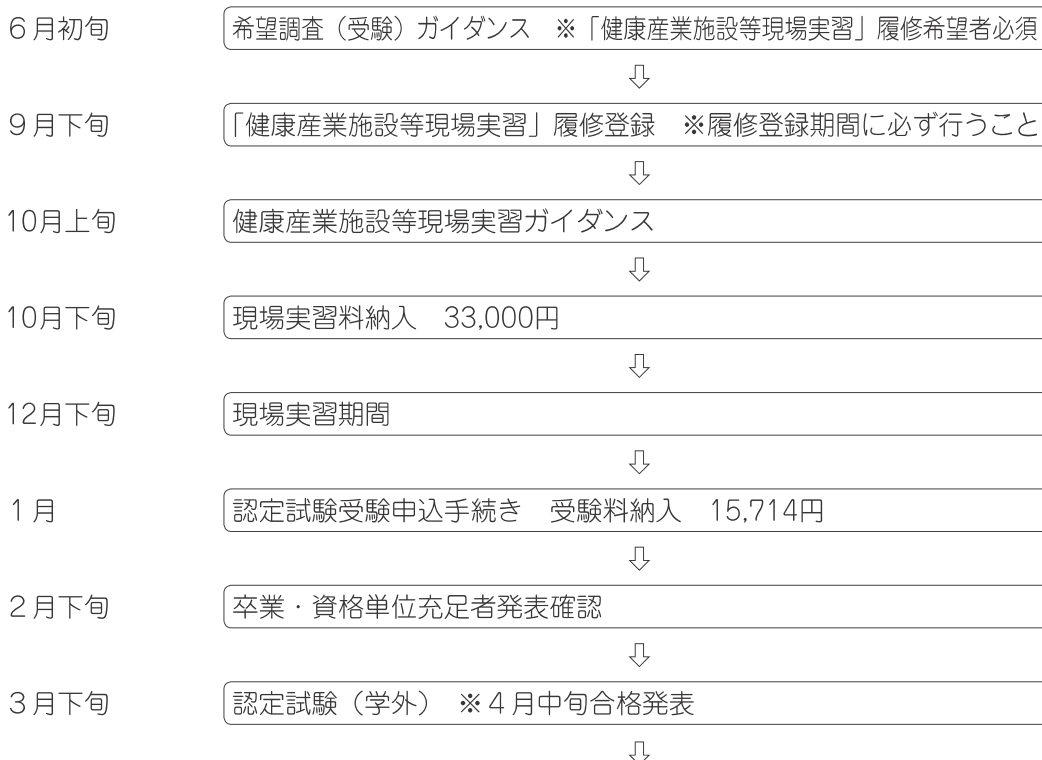 6月初旬 希望調査（受験）ガイダンス ※「健康産業施設等現場実習」履修希望者必須
⇩
9月下旬 「健康産業施設等現場実習」履修登録 ※履修登録期間に必ず行うこと
⇩
10月上旬 健康産業施設等現場実習ガイダンス
⇩
10月下旬 現場実習料納入 33,000円
⇩
12月下旬 現場実習期間
⇩
1月 認定試験受験申込手続き 受験料納入 15,714円
⇩
2月下旬 卒業・資格単位充足者発表確認
⇩
3月下旬 認定試験（学外） ※4月中旬合格発表
⇩